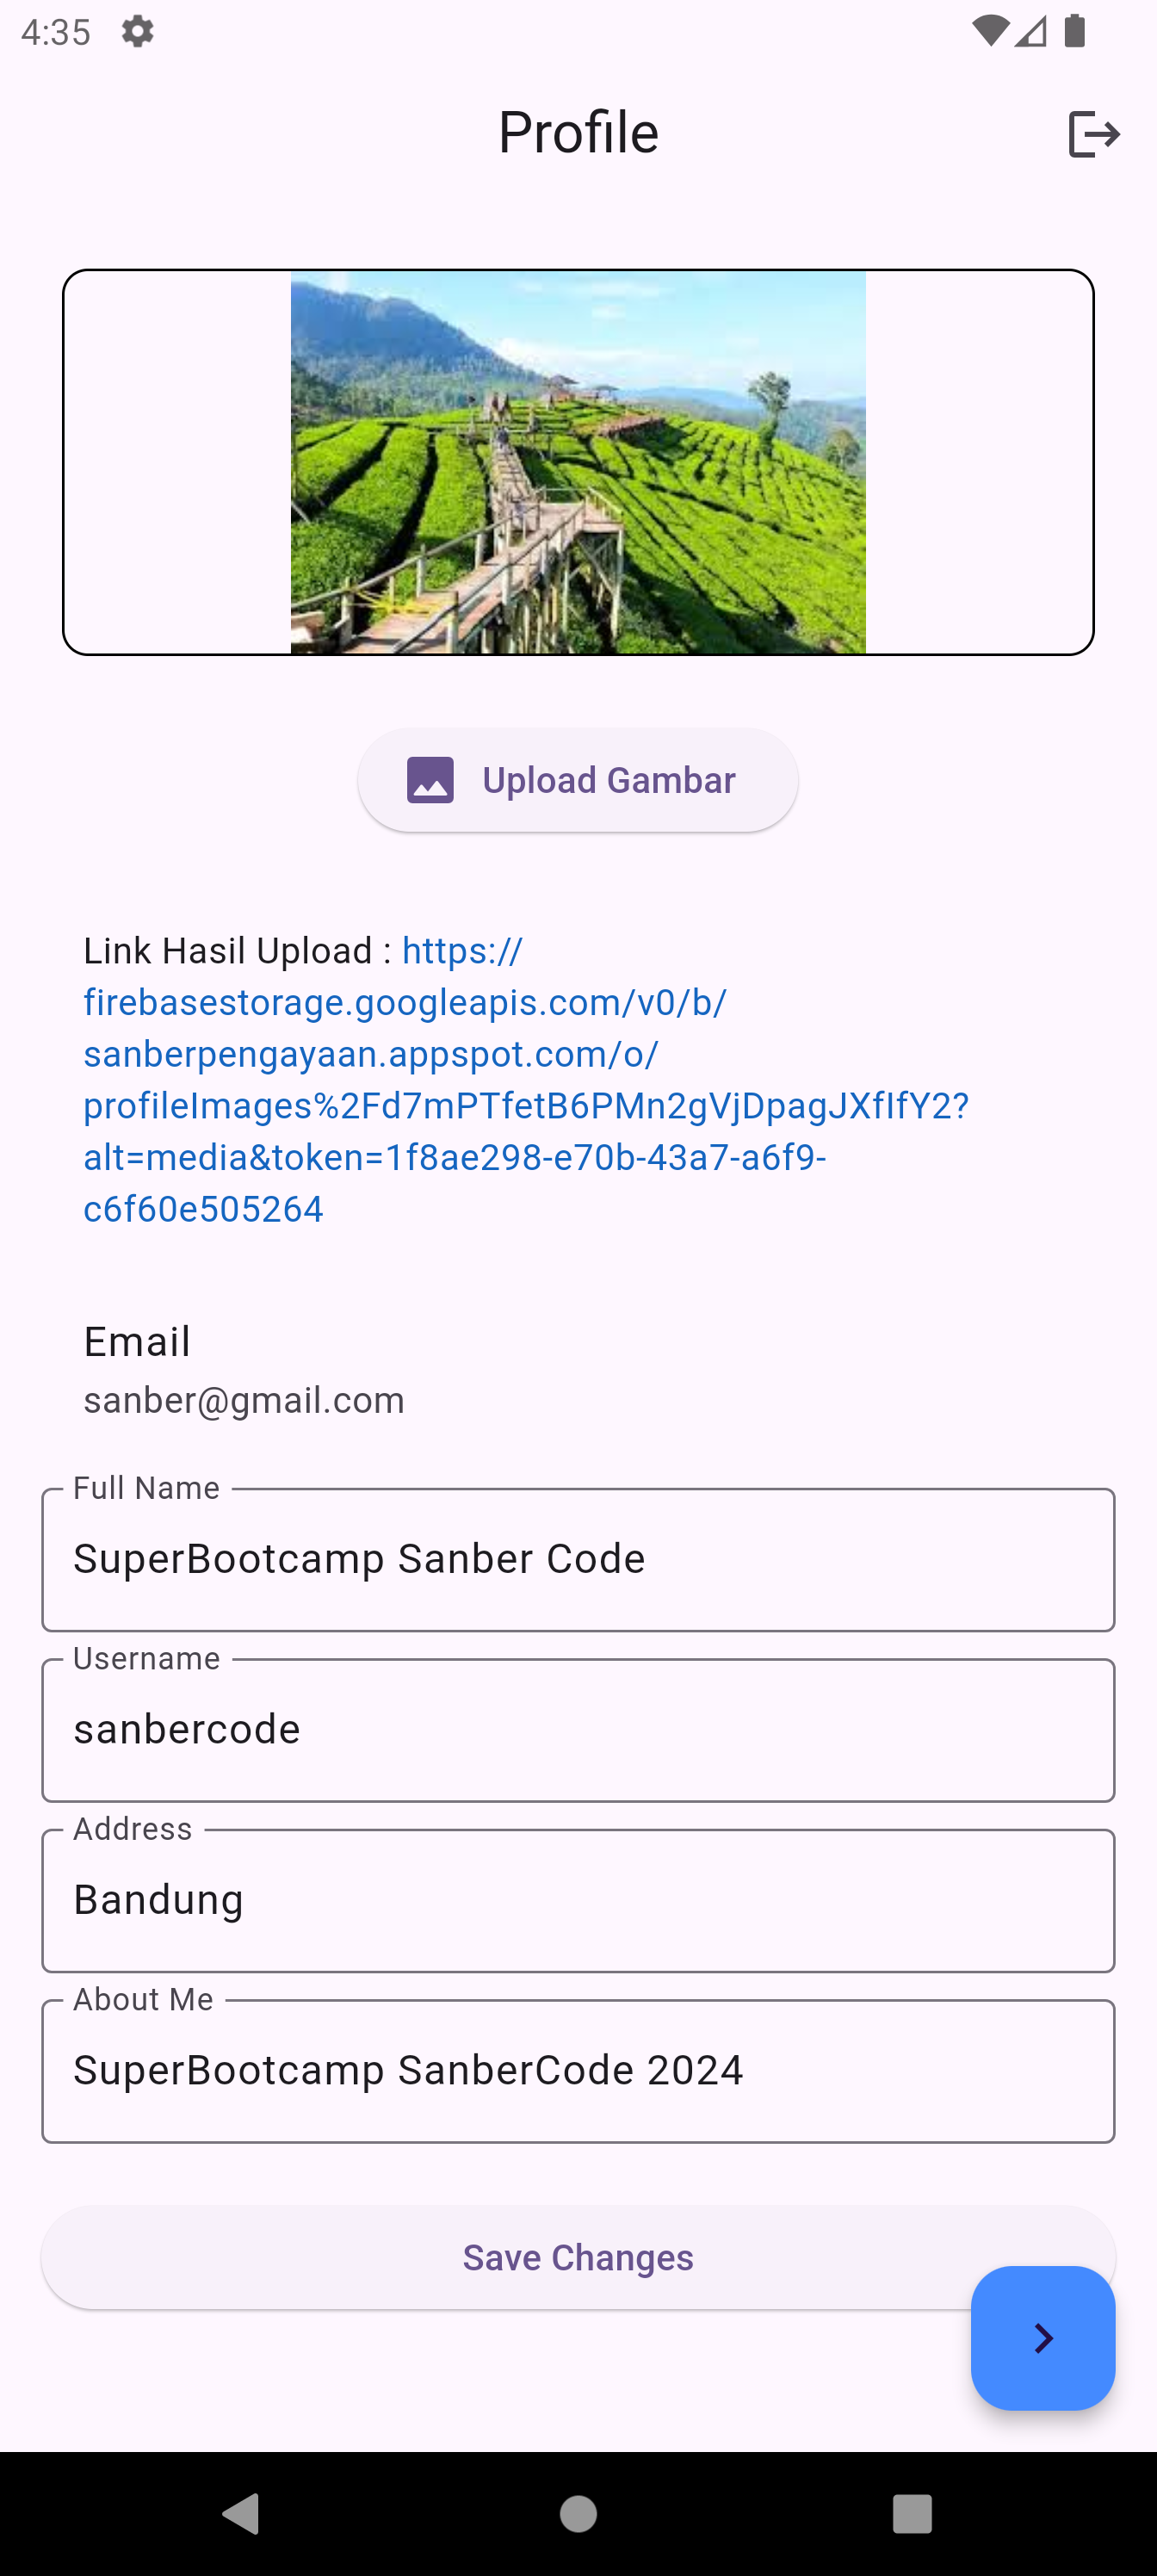 4:35
Profile
Upload Gambar
Link Hasil Upload : https://
firebasestorage.googleapis.com/v0/b/
sanberpengayaan.appspot.com/o/
profileImages%2Fd7mPTfetB6PMn2gVjDpagJXfIfY2?
alt=media&token=1f8ae298-e70b-43a7-a6f9-
c6f60e505264
Email
sanber@gmail.com
Full Name
SuperBootcamp Sanber Code
Username
sanbercode
Address
Bandung
About Me
SuperBootcamp SanberCode 2024
Save Changes